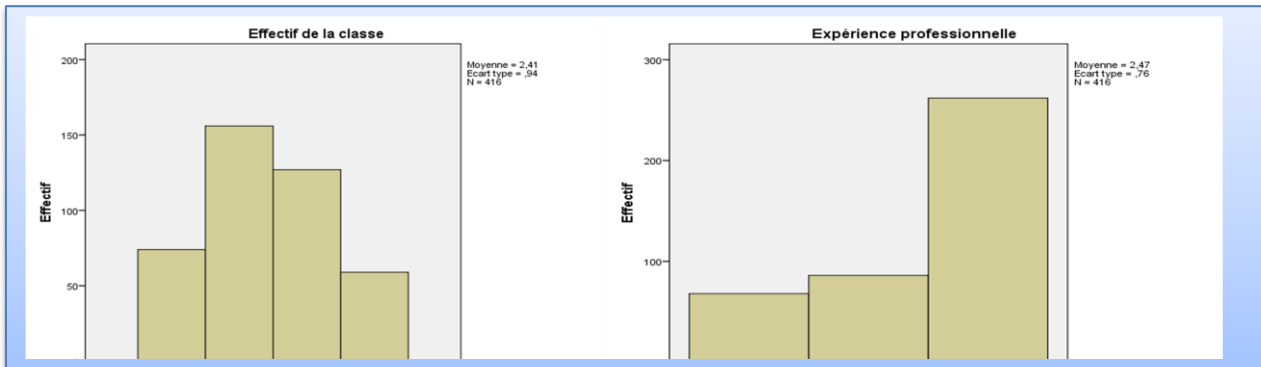 Effectif de la classe
200
150
100
50
Effectif
Moyenne = 2,41
Ecart type = ,94
N = 416
Expérience professionnelle
300
200
100
Effectif
Moyenne = 2,47
Ecart type = ,76
N = 416